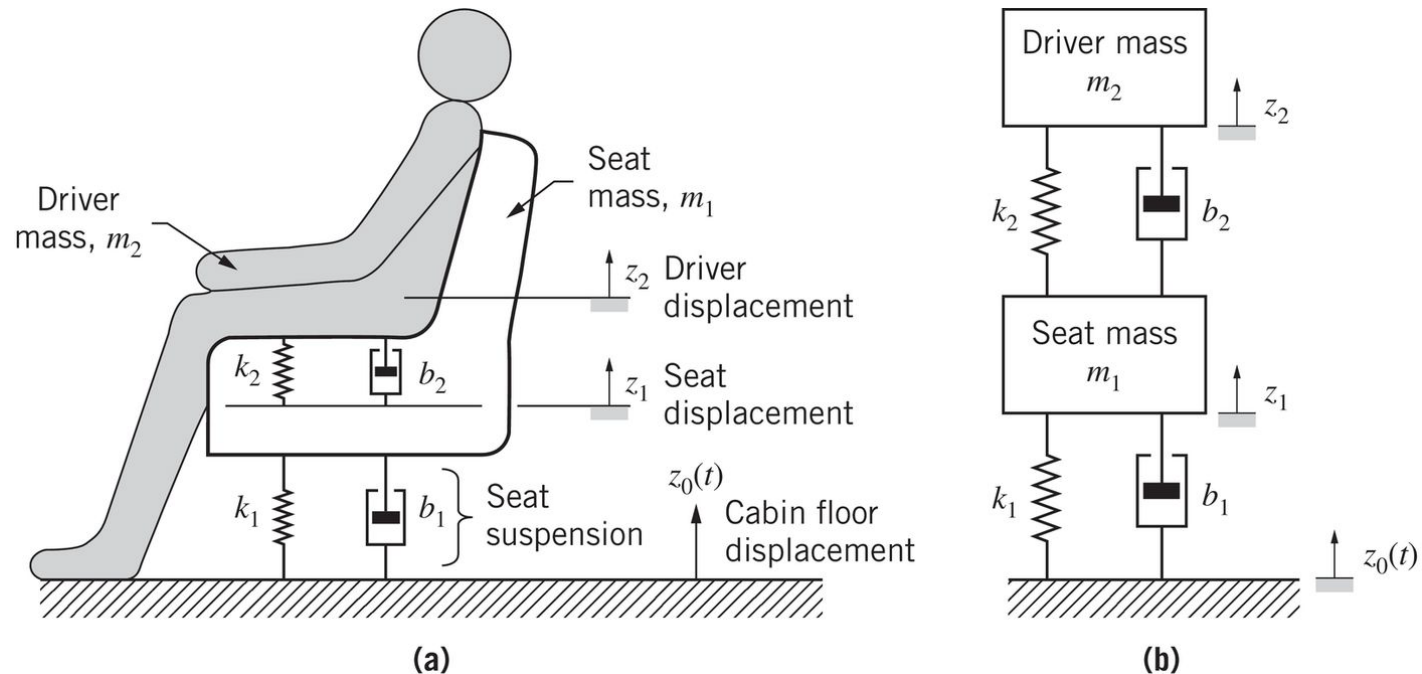 Driver
mass, m₂
Seat
mass, m₁
z₂ Driver
displacement
z₁ Seat
displacement
k₂
b₂
k₁
b₁
Seat
suspension
z₀(t)
Cabin floor
displacement
(a)
Driver mass
m₂
z₂
k₂
b₂
Seat mass
m₁
z₁
k₁
b₁
z₀(t)
(b)